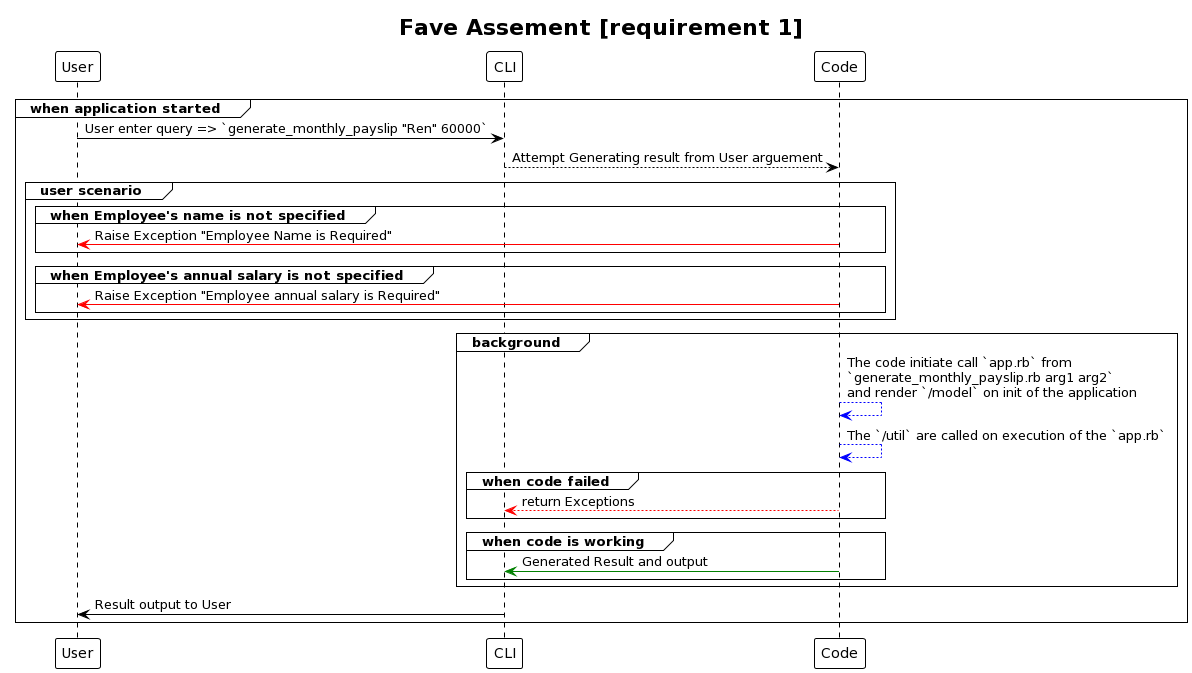 Fave Assement [requirement 1]
User
CLI
Code
when application started
User enter query => `generate_monthly_payslip "Ren" 60000`
Attempt Generating result from User arguement
user scenario
when Employee's name is not specified
Raise Exception "Employee Name is Required"
when Employee's annual salary is not specified
Raise Exception "Employee annual salary is Required"
background
The code initiate call `app.rb` from
`generate_monthly_payslip.rb arg1 arg2`
and render `/model` on init of the application
The `/util` are called on execution of the `app.rb`
when code failed
return Exceptions
when code is working
Generated Result and output
Result output to User
User
CLI
Code